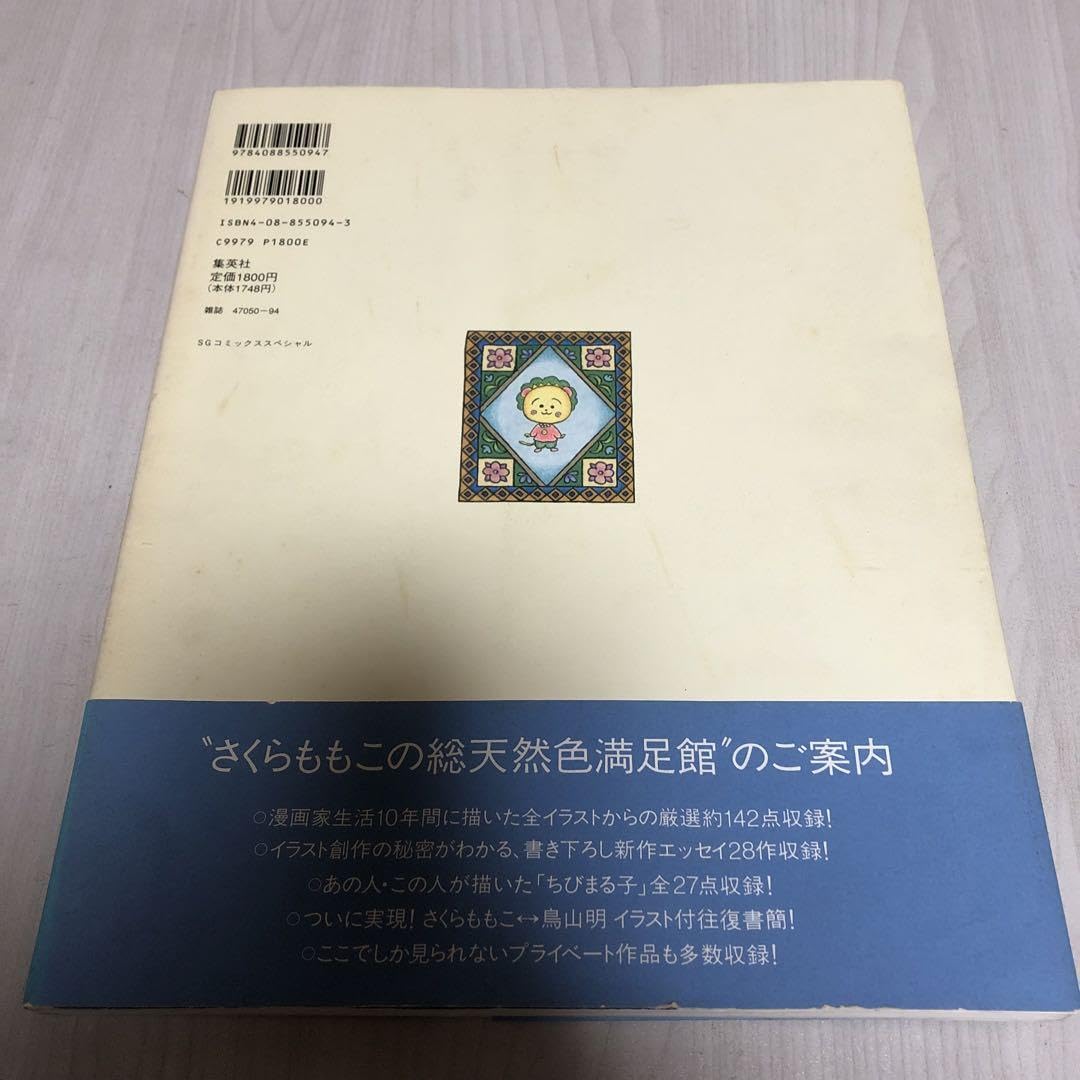 9784088550947
1919979018000
ISBN4-08-855094-3
C9979 P1800E
集英社
定価1800円
(本体1748円)
雑誌 47050-94
SGコミックススペシャル
〝さくらももこの総天然色満足館〟のご案内
○漫画家生活10年間に描いた全イラストからの厳選約142点収録!
○イラスト創作の秘密がわかる、書き下ろし新作エッセイ28作収録!
○あの人・この人が描いた「ちびまる子」全27点収録!
○ついに実現! さくらももこ↔鳥山明 イラスト付往復書簡!
○ここでしか見られないプライベート作品も多数収録!